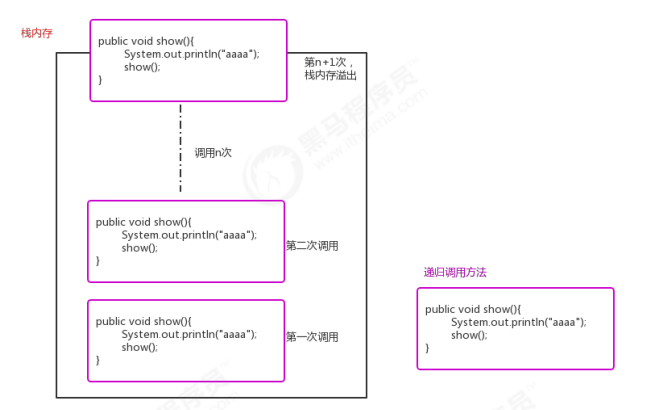 栈内存
public void show(){
System.out.println("aaaa");
show();
}
第n+1次，
栈内存溢出
调用n次
public void show(){
System.out.println("aaaa");
show();
}
第二次调用
public void show(){
System.out.println("aaaa");
show();
}
第一次调用
递归调用方法
public void show(){
System.out.println("aaaa");
show();
}
黑马程序员
www.itheima.com